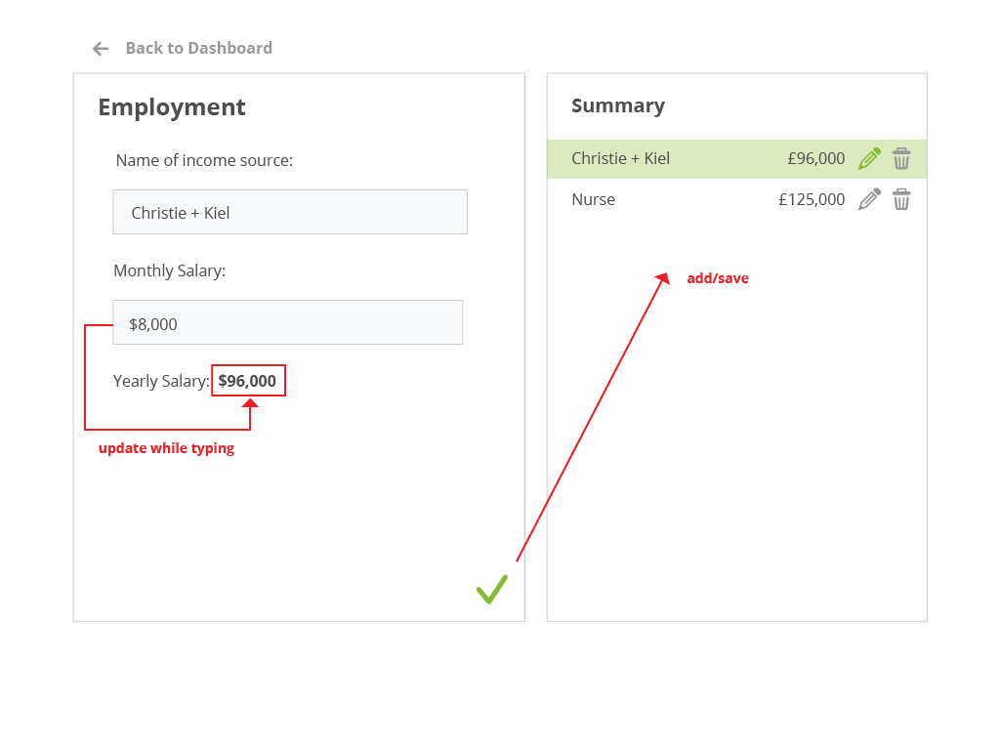 Back to Dashboard
Employment
Name of income source:
Christie + Kiel
Monthly Salary:
$8,000
Yearly Salary: $96,000
update while typing
Summary
Christie + Kiel £96,000
Nurse £125,000
add/save